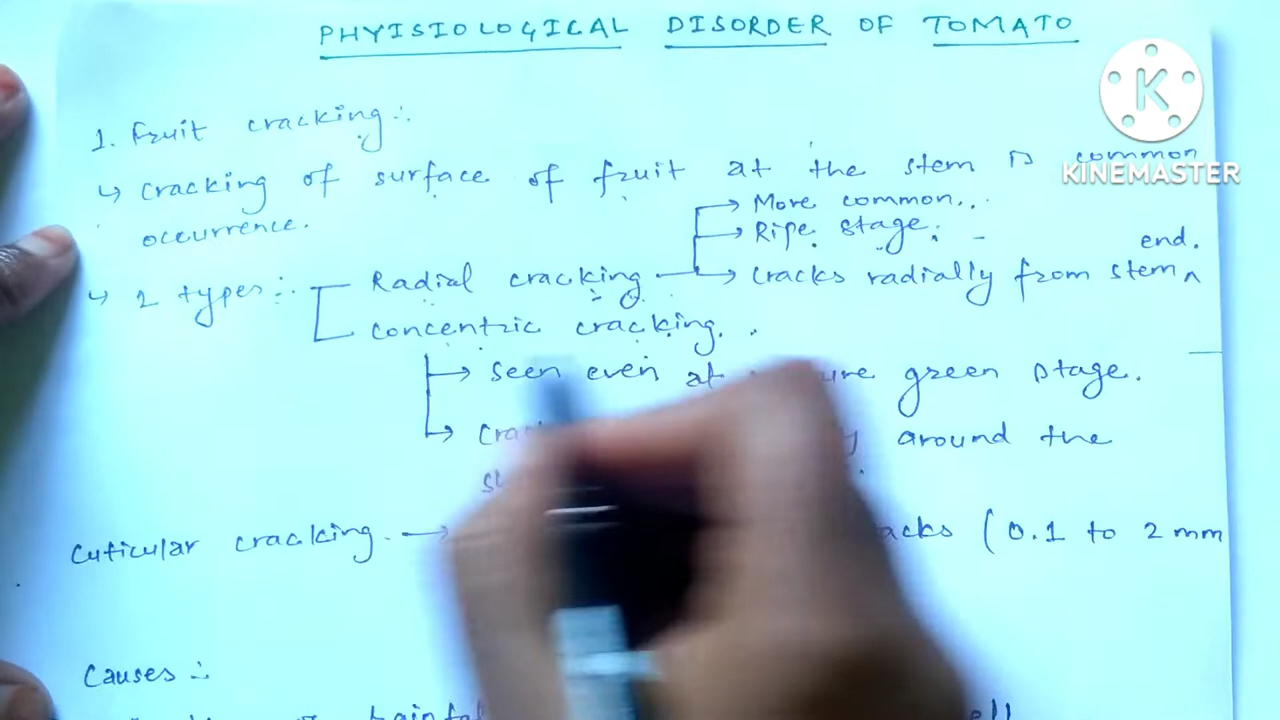 PHYISIOLOGICAL DISORDER OF TOMATO
K
KINEMASTER
1. Fruit cracking:.
↳ cracking of surface of fruit at the stem is common
occurrence.
→ More common..
→ Ripe stage.
↳ 2 types:. Radial cracking → cracks radially from stem end.
concentric cracking.
→ seen even at green stage.
→ around the
Cuticular cracking. → (0.1 to 2 mm
Causes :.